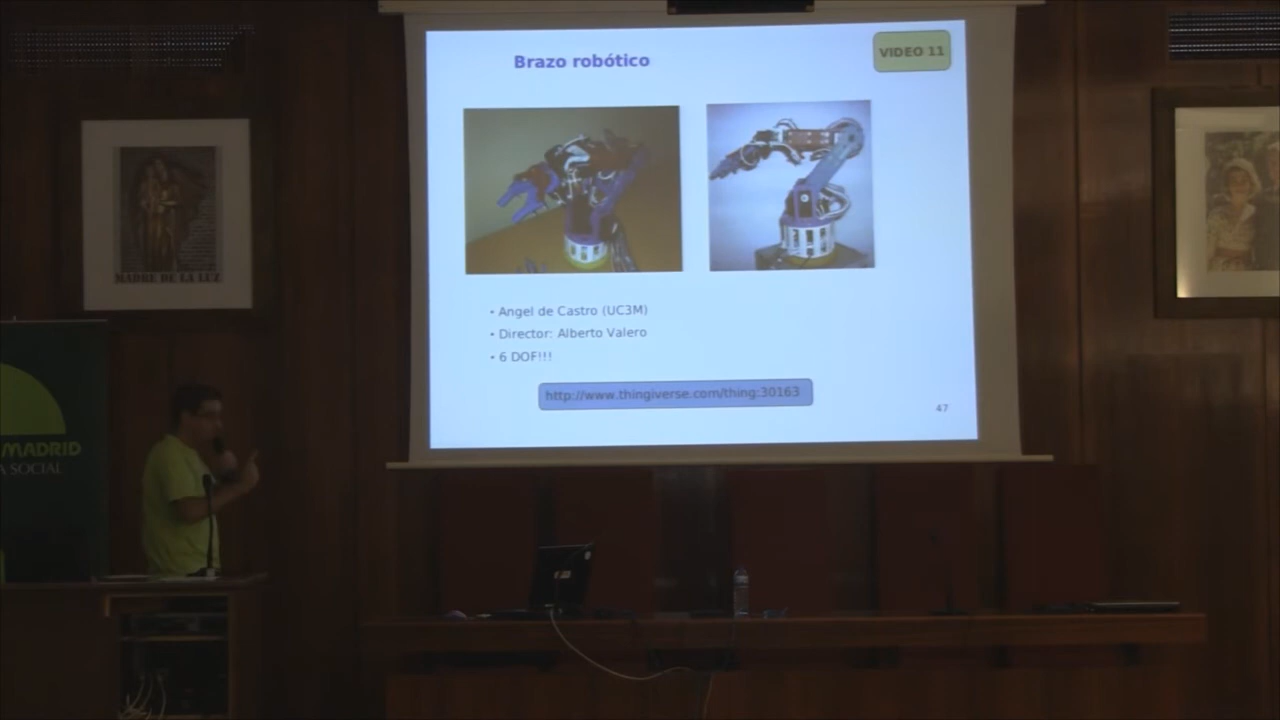 Brazo robótico
VIDEO 11
• Angel de Castro (UC3M)
• Director: Alberto Valero
• 6 DOF!!!
http://www.thingiverse.com/thing:30163
47
MADRE DE LA LUZ
MADRID
A SOCIAL